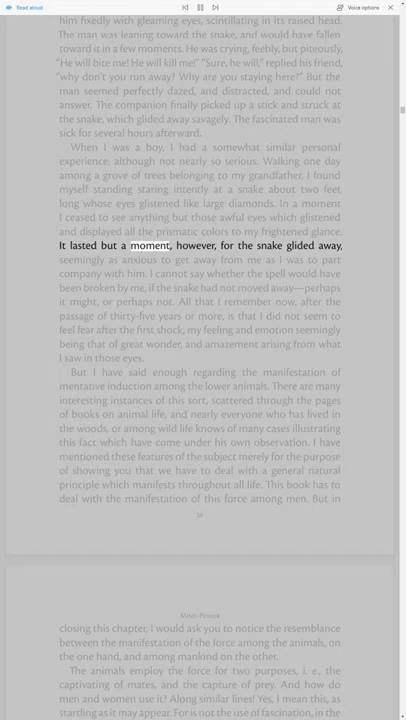 Read aloud
Voice options
him fixedly with gleaming eyes, scintillating in its raised head.
The man was leaning toward the snake, and would have fallen
toward it in a few moments. He was crying, feebly, but piteously,
“He will bite me! He will kill me!” “Sure, he will,” replied his friend,
“why don't you run away? Why are you staying here?” But the
man seemed perfectly dazed, and distracted, and could not
answer. The companion finally picked up a stick and struck at
the snake, which glided away savagely. The fascinated man was
sick for several hours afterward.
When I was a boy, I had a somewhat similar personal
experience, although not nearly so serious. Walking one day
among a grove of trees belonging to my grandfather, I found
myself standing staring intently at a snake about two feet
long whose eyes glistened like large diamonds. In a moment
I ceased to see anything but those awful eyes which glistened
and displayed all the prismatic colors to my frightened glance.
It lasted but a moment, however, for the snake glided away,
seemingly as anxious to get away from me as I was to part
company with him. I cannot say whether the spell would have
been broken by me, if the snake had not moved away—perhaps
it might, or perhaps not. All that I remember now, after the
passage of thirty-five years or more, is that I did not seem to
feel fear after the first shock, my feeling and emotion seemingly
being that of great wonder, and amazement arising from what
I saw in those eyes.
But I have said enough regarding the manifestation of
mentative induction among the lower animals. There are many
interesting instances of this sort, scattered through the pages
of books on animal life, and nearly everyone who has lived in
the woods, or among wild life knows of many cases illustrating
this fact which have come under his own observation. I have
mentioned these features of the subject merely for the purpose
of showing you that we have to deal with a general natural
principle which manifests throughout all life. This book has to
deal with the manifestation of this force among men. But in
Mind-Power
closing this chapter, I would ask you to notice the resemblance
between the manifestation of the force among the animals, on
the one hand, and among mankind on the other.
The animals employ the force for two purposes, i. e., the
captivating of mates, and the capture of prey. And how do
men and women use it? Along similar lines! Yes, I mean this, as
startling as it may appear. For is not the use of fascination, in the